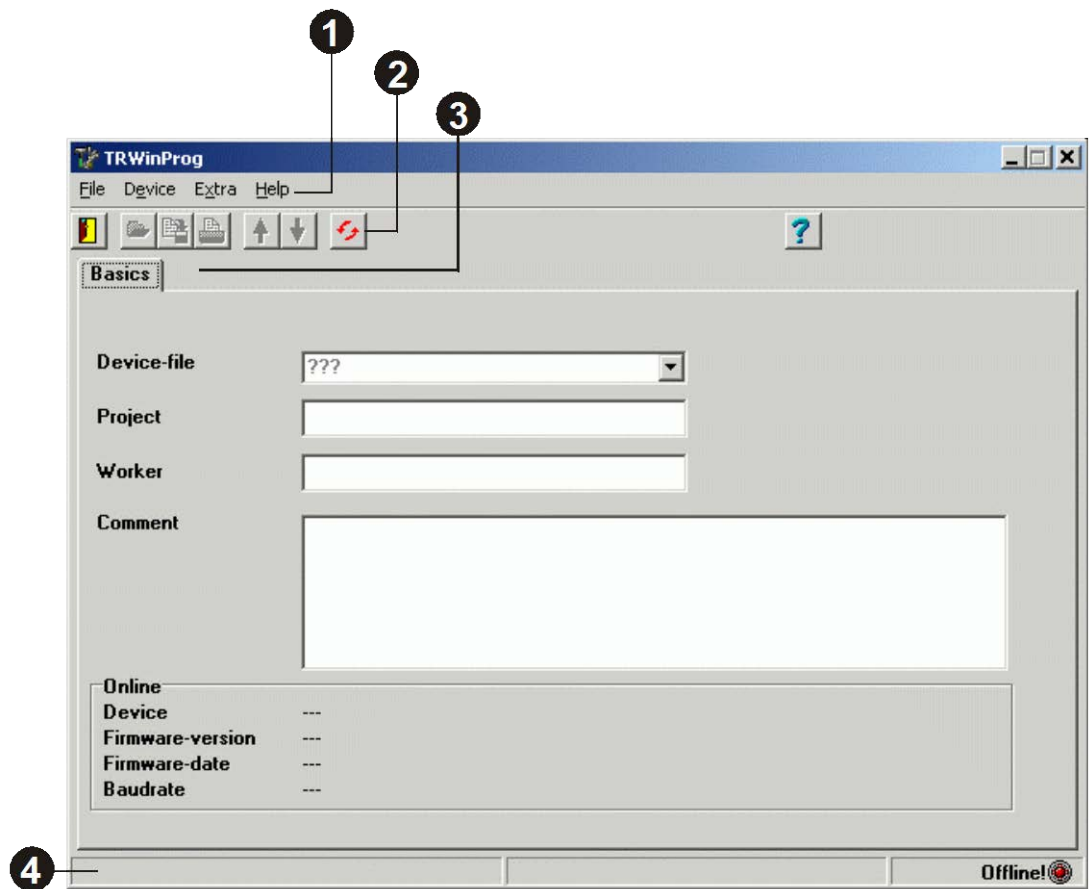 1
2
3
TRWinProg
File Device Extra Help
?
Basics
Device-file ???
Project
Worker
Comment
Online
Device ---
Firmware-version ---
Firmware-date ---
Baudrate ---
4
Offline!